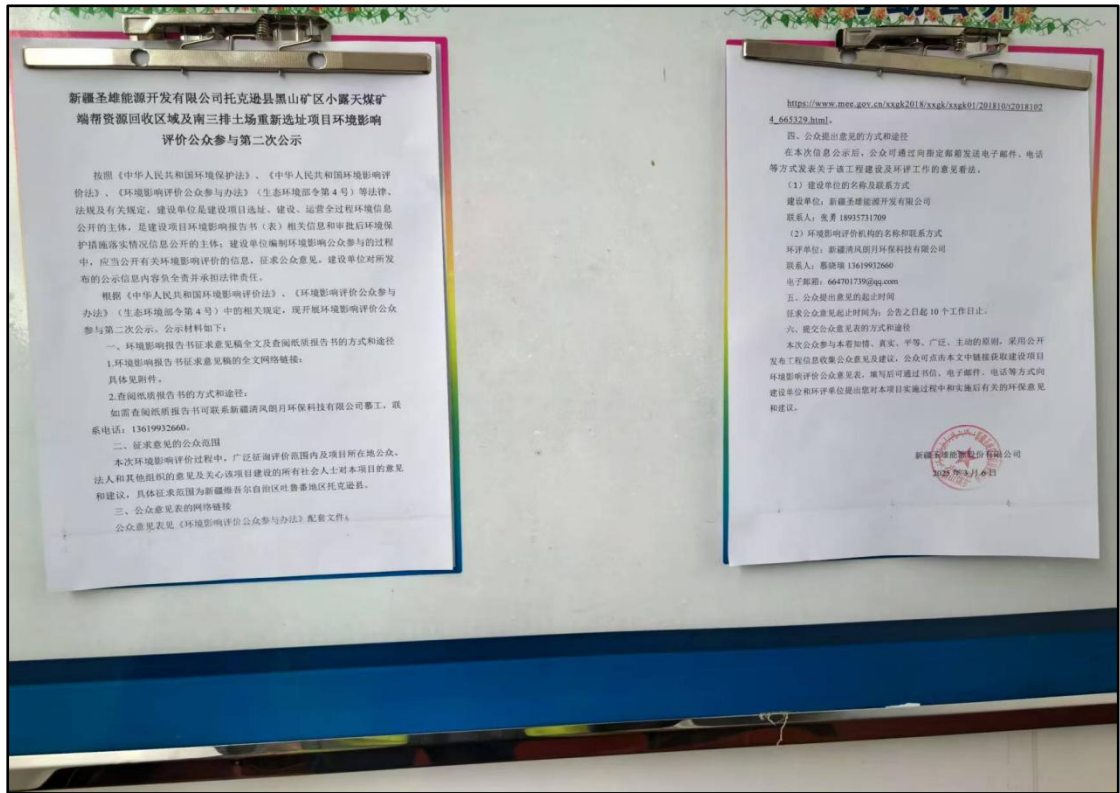 新疆圣雄能源开发有限公司托克逊县黑山矿区小露天煤矿
端帮资源回收区域及南三排土场重新选址项目环境影响
评价公众参与第二次公示
按照《中华人民共和国环境保护法》、《中华人民共和国环境影响评
价法》、《环境影响评价公众参与办法》（生态环境部令第4号）等法律、
法规及有关规定，建设单位是建设项目选址、建设、运营全过程环境信息
公开的主体，是建设项目环境影响报告书（表）相关信息和审批后环境保
护措施落实情况信息公开的主体；建设单位编制环境影响公众参与的过程
中，应当公开有关环境影响评价的信息，征求公众意见，建设单位对所发
布的公示信息内容负全责并承担法律责任。
根据《中华人民共和国环境影响评价法》、《环境影响评价公众参与
办法》（生态环境部令第4号）中的相关规定，现开展环境影响评价公众
参与第二次公示，公示材料如下：
一、环境影响报告书征求意见稿全文及查阅纸质报告书的方式和途径
1.环境影响报告书征求意见稿的全文网络链接：
具体见附件。
2.查阅纸质报告书的方式和途径：
如需查阅纸质报告书可联系新疆清风朗月环保科技有限公司慕工，联
系电话：13619932660。
二、征求意见的公众范围
本次环境影响评价过程中，广泛征询评价范围内及项目所在地公众、
法人和其他组织的意见及关心该项目建设的所有社会人士对本项目的意见
和建议，具体征求范围为新疆维吾尔自治区吐鲁番地区托克逊县。
三、公众意见表的网络链接
公众意见表见《环境影响评价公众参与办法》配套文件：
https://www.mee.gov.cn/xxgk2018/xxgk/xxgk01/201810/t2018102
4_665329.html。
四、公众提出意见的方式和途径
在本次信息公示后，公众可通过向指定邮箱发送电子邮件、电话
等方式发表关于该工程建设及环评工作的意见看法。
（1）建设单位的名称及联系方式
建设单位：新疆圣雄能源开发有限公司
联系人：张勇 18935731709
（2）环境影响评价机构的名称和联系方式
环评单位：新疆清风朗月环保科技有限公司
联系人：慕晓瑞 13619932660
电子邮箱：664701739@qq.com
五、公众提出意见的起止时间
征求公众意见起止时间为：公告之日起10个工作日止。
六、提交公众意见表的方式和途径
本次公众参与本着知情、真实、平等、广泛、主动的原则，采用公开
发布工程信息收集公众意见及建议，公众可点击本文中链接获取建设项目
环境影响评价公众意见表，填写后可通过书信、电子邮件、电话等方式向
建设单位和环评单位提出您对本项目实施过程中和实施后有关的环保意见
和建议。
新疆圣雄能源股份有限公司
2025年3月6日